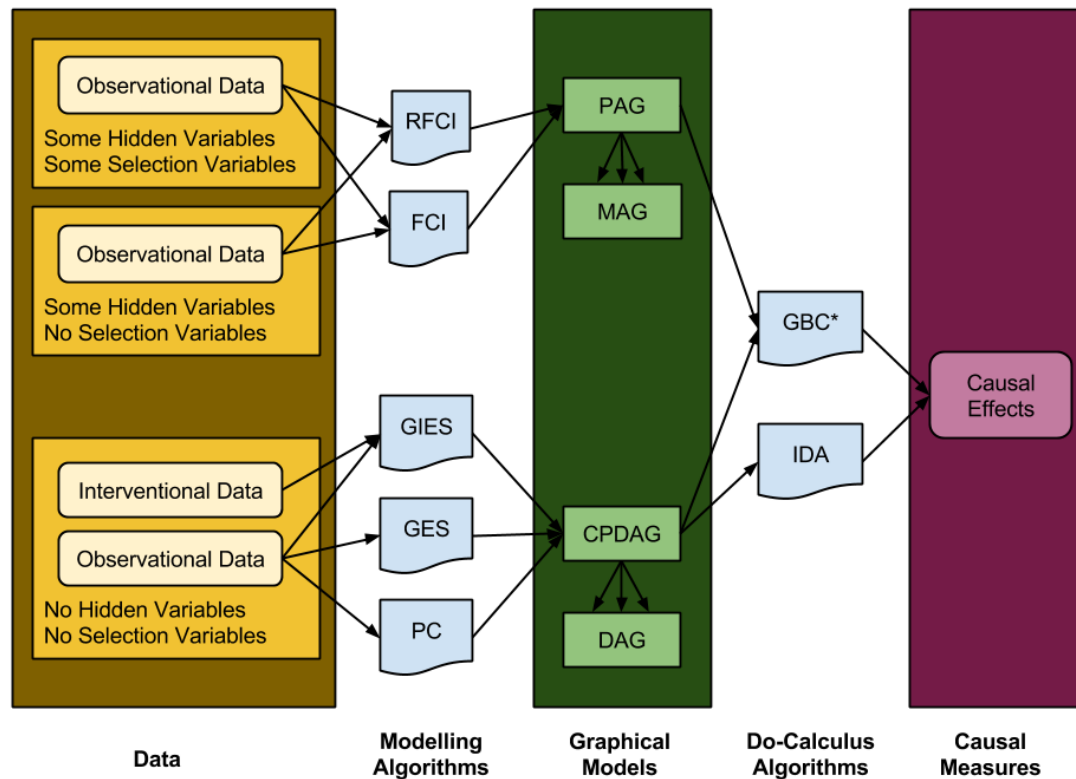 Observational Data
Some Hidden Variables
Some Selection Variables
Observational Data
Some Hidden Variables
No Selection Variables
Interventional Data
Observational Data
No Hidden Variables
No Selection Variables
RFCI
FCI
GIES
GES
PC
PAG
MAG
CPDAG
DAG
GBC*
IDA
Causal
Effects
Data
Modelling
Algorithms
Graphical
Models
Do-Calculus
Algorithms
Causal
Measures